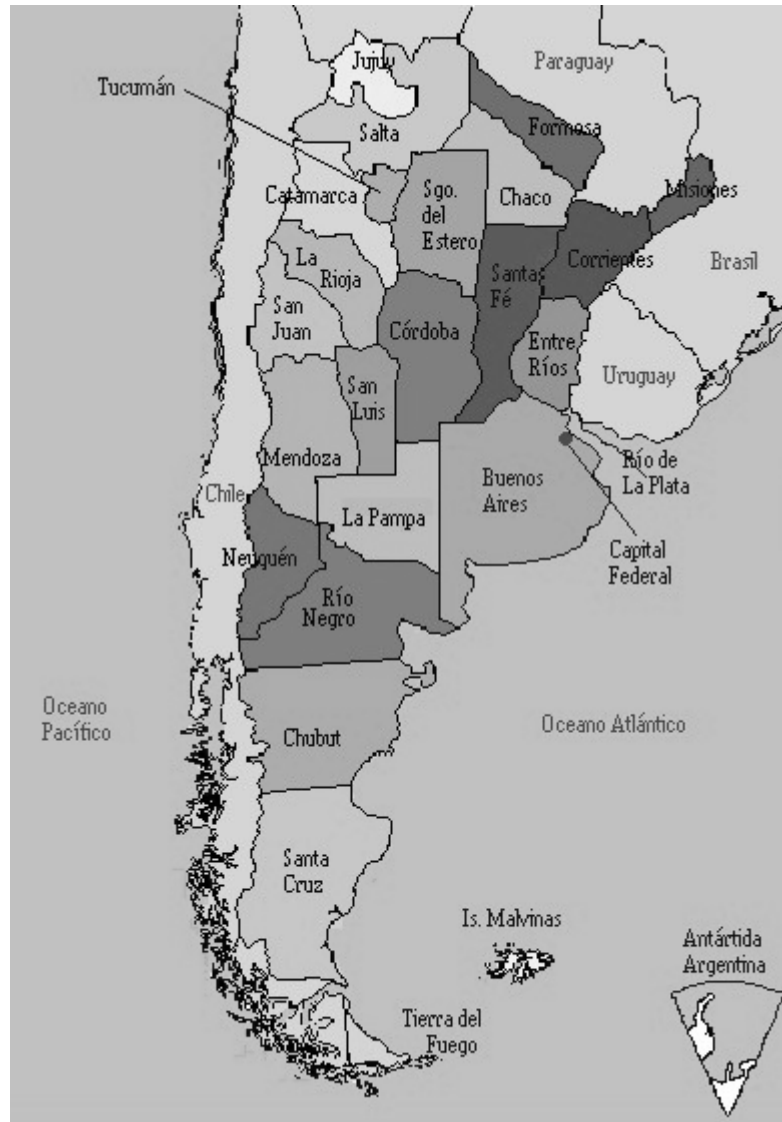 Jujuy
Paraguay
Tucumán
Formosa
Salta
Misiones
Catamarca
Sgo.
del
Estero
Chaco
La
Rioja
Corrientes
Brasil
Santa
Fé
San
Juan
Córdoba
Entre
Ríos
Uruguay
San
Luis
Mendoza
Río de
La Plata
Buenos
Aires
Chile
La Pampa
Capital
Federal
Neuquén
Río
Negro
Oceano
Pacífico
Oceano Atlántico
Chubut
Santa
Cruz
Is. Malvinas
Antártida
Argentina
Tierra del
Fuego